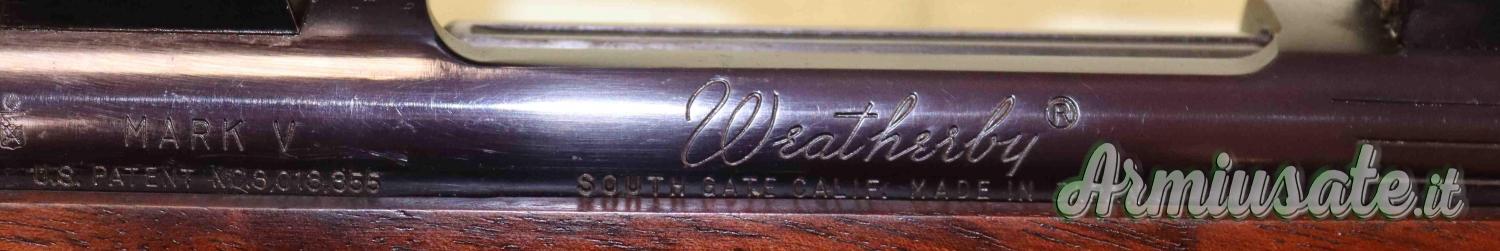 MARK V
U.S. PATENT NO.3,013,355
Weatherby®
SOUTH GATE CALIF. MADE IN
Armiusate.it